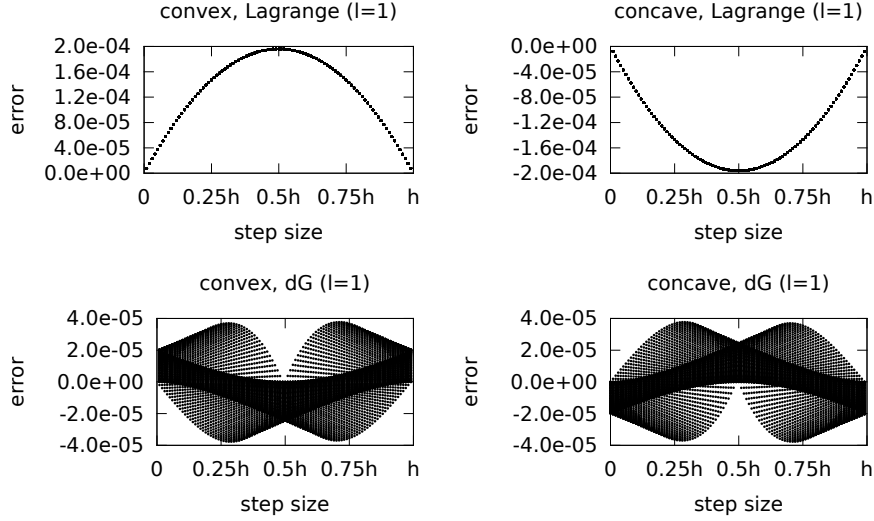 convex, Lagrange (l=1)
2.0e-04
1.6e-04
1.2e-04
8.0e-05
4.0e-05
0.0e+00
error
0 0.25h 0.5h 0.75h h
step size
concave, Lagrange (l=1)
0.0e+00
-4.0e-05
-8.0e-05
-1.2e-04
-1.6e-04
-2.0e-04
error
0 0.25h 0.5h 0.75h h
step size
convex, dG (l=1)
4.0e-05
2.0e-05
0.0e+00
-2.0e-05
-4.0e-05
error
0 0.25h 0.5h 0.75h h
step size
concave, dG (l=1)
4.0e-05
2.0e-05
0.0e+00
-2.0e-05
-4.0e-05
error
0 0.25h 0.5h 0.75h h
step size